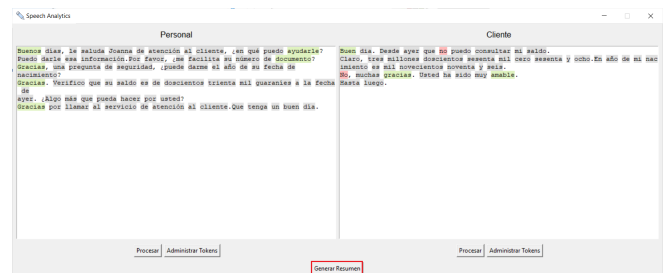 Speech Analytics
Personal
Buenos días, le saluda Joanna de atención al cliente, ¿en qué puedo ayudarle?
Puedo darle esa información.Por favor, ¿me facilita su número de documento?
Gracias, una pregunta de seguridad, ¿puede darme el año de su fecha de
nacimiento?
Gracias. Verifico que su saldo es de doscientos trienta mil guaranies a la fecha
de
ayer. ¿Algo más que pueda hacer por usted?
Gracias por llamar al servicio de atención al cliente.Que tenga un buen día.
Procesar
Administrar Tokens
Cliente
Buen día. Desde ayer que no puedo consultar mi saldo.
Claro, tres millones doscientos sesenta mil cero sesenta y ocho.En año de mi nac
imiento es mil novecientos noventa y seis.
No, muchas gracias. Usted ha sido muy amable.
Hasta luego.
Procesar
Administrar Tokens
Generar Resumen